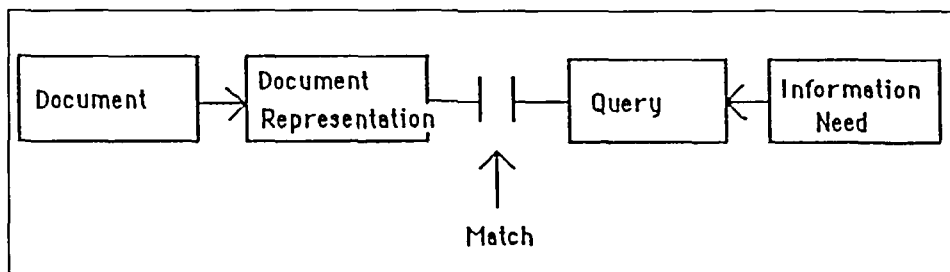 Document
Document
Representation
Query
Information
Need
Match